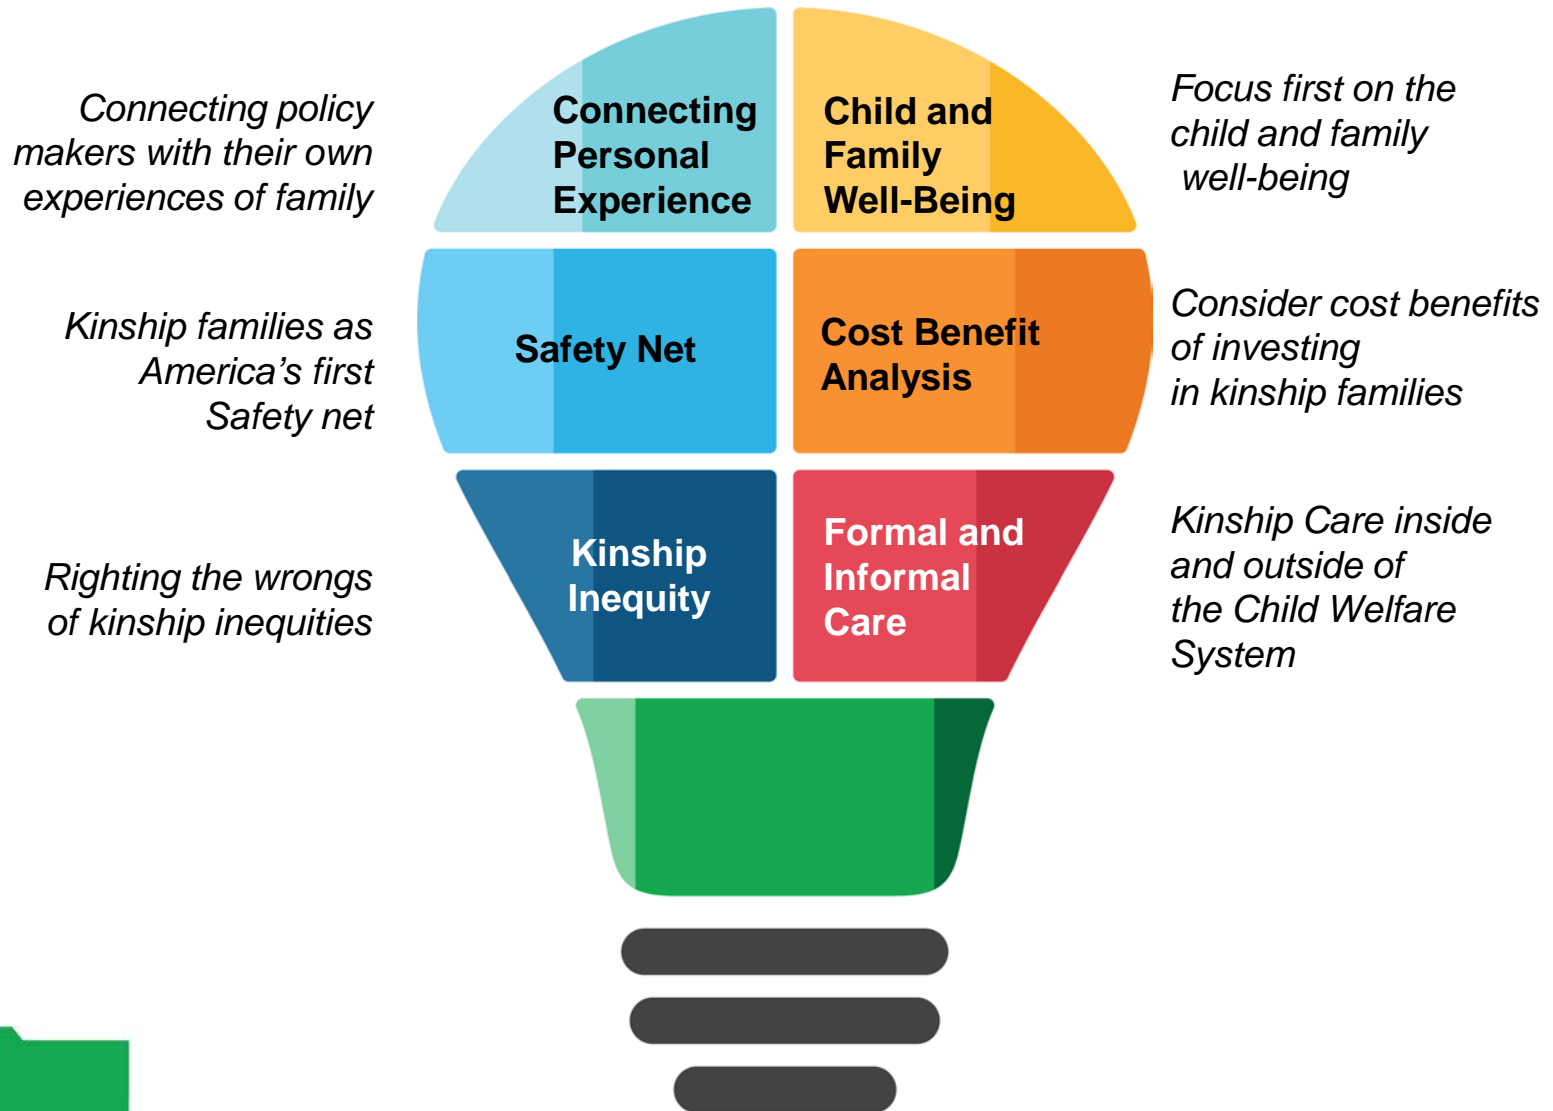 Connecting policy
makers with their own
experiences of family
Connecting
Personal
Experience
Child and
Family
Well-Being
Focus first on the
child and family
well-being
Kinship families as
America’s first
Safety net
Safety Net
Cost Benefit
Analysis
Consider cost benefits
of investing
in kinship families
Righting the wrongs
of kinship inequities
Kinship
Inequity
Formal and
Informal
Care
Kinship Care inside
and outside of
the Child Welfare
System